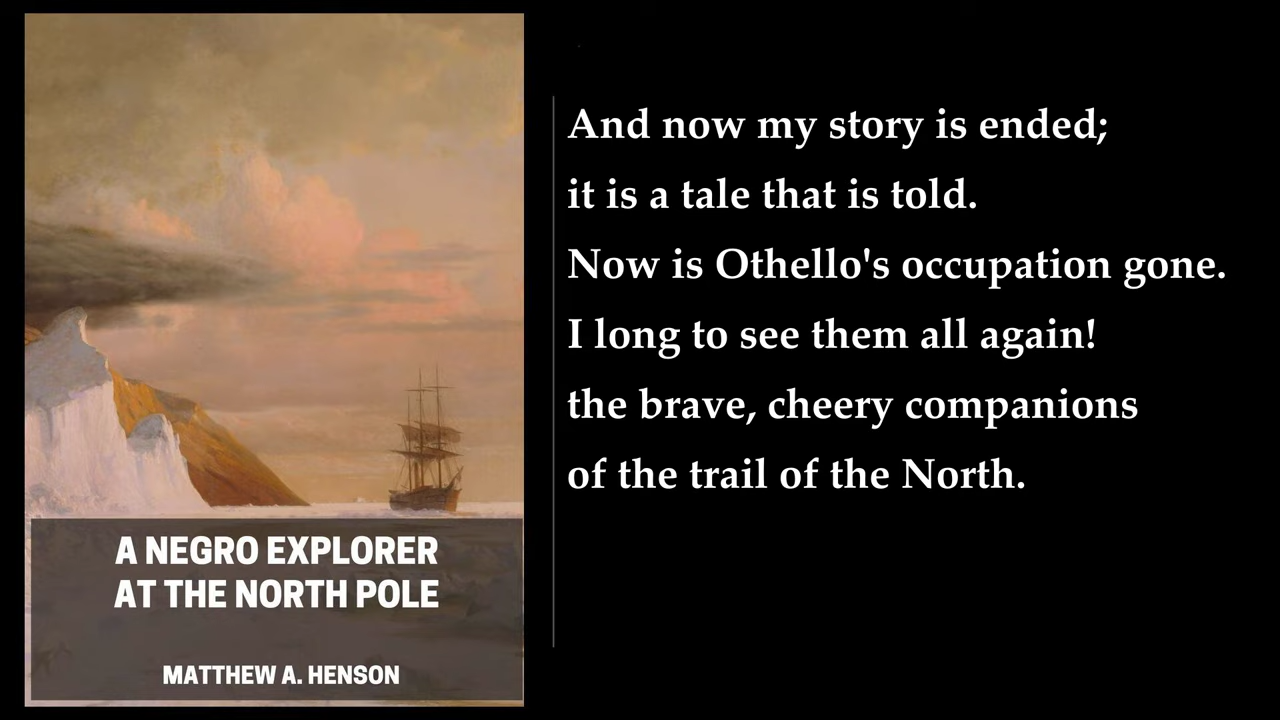 And now my story is ended;
it is a tale that is told.
Now is Othello's occupation gone.
I long to see them all again!
the brave, cheery companions
of the trail of the North.
A NEGRO EXPLORER
AT THE NORTH POLE
MATTHEW A. HENSON